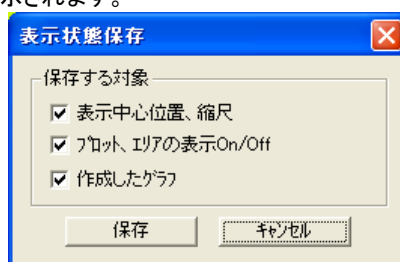 示されます。
表示状態保存
保存する対象
表示中心位置、縮尺
ﾌﾟﾛｯﾄ、ｴﾘｱの表示On/Off
作成したｸﾞﾗﾌ
保存
ｷｬﾝｾﾙ